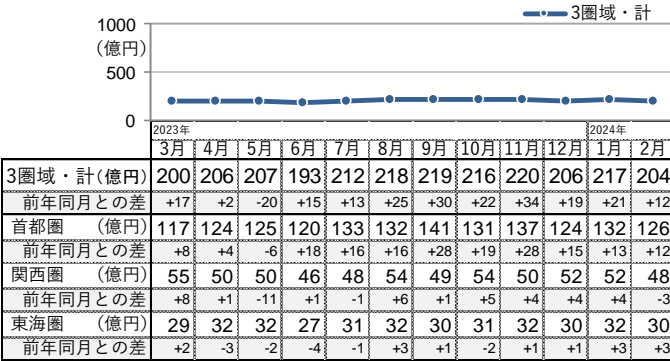 3圏域・計
1000
(億円)
500
0
2023年 2024年
3月 4月 5月 6月 7月 8月 9月 10月 11月 12月 1月 2月
3圏域・計(億円) 200 206 207 193 212 218 219 216 220 206 217 204
前年同月との差 +17 +2 -20 +15 +13 +25 +30 +22 +34 +19 +21 +12
首都圏 (億円) 117 124 125 120 133 132 141 131 137 124 132 126
前年同月との差 +8 +4 -6 +18 +16 +16 +28 +19 +28 +15 +13 +12
関西圏 (億円) 55 50 50 46 48 54 49 54 50 52 52 48
前年同月との差 +8 +1 -11 +1 -1 +6 +1 +5 +4 +4 +4 -3
東海圏 (億円) 29 32 32 27 31 32 30 31 32 30 32 30
前年同月との差 +2 -3 -2 -4 -1 +3 +1 -2 +1 +1 +3 +3